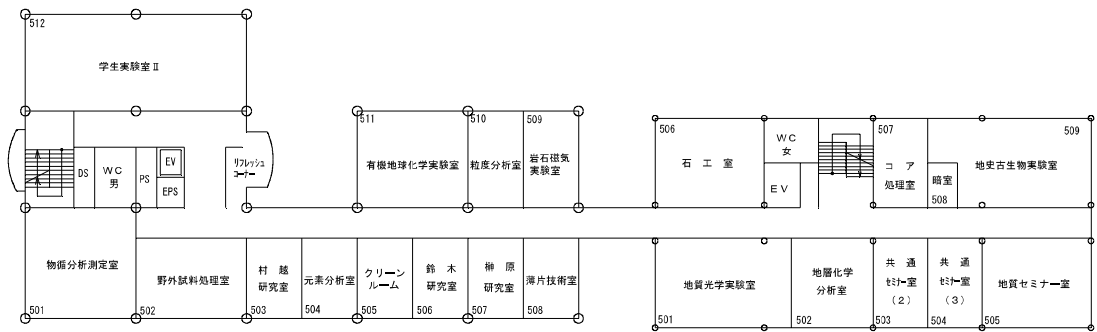 512
学生実験室Ⅱ
DS
WC
男
PS
EV
EPS
リフレッシュ
コーナー
511
有機地球化学実験室
510
粒度分析室
509
岩石磁気
実験室
506
石工室
WC
女
EV
507
コア
処理室
暗室
508
509
地史古生物実験室
物循分析測定室
501
野外試料処理室
502
村越
研究室
503
元素分析室
504
クリーン
ルーム
505
鈴木
研究室
506
榊原
研究室
507
薄片技術室
508
地質光学実験室
501
地層化学
分析室
502
共通
セミナー室
(2)
503
共通
セミナー室
(3)
504
地質セミナー室
505